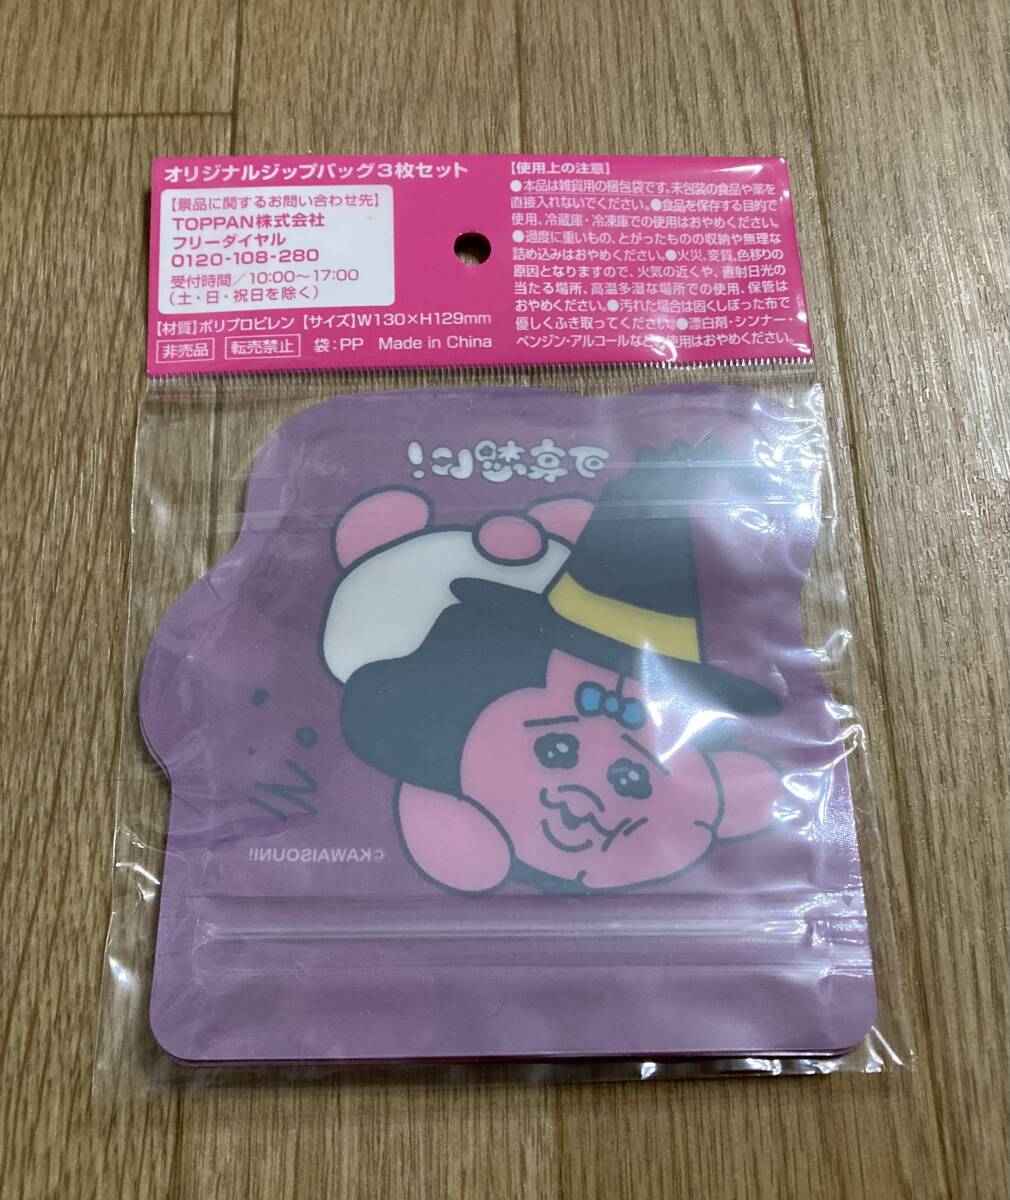 オリジナルジップバッグ3枚セット
【景品に関するお問い合わせ先】
TOPPAN株式会社
フリーダイヤル
0120-108-280
受付時間/10:00〜17:00
(土・日・祝日を除く)
【材質】ポリプロピレン【サイズ】W130×H129mm
非売品 転売禁止 袋:PP Made in China
【使用上の注意】
●本品は雑貨用の梱包袋です。未包装の食品や薬を
直接入れないでください。●食品を保存する目的で
使用、冷蔵庫・冷凍庫での使用はおやめください。
●過度に重いもの、とがったものの収納や無理な
詰め込みはおやめください。●火災、変質、色移りの
原因となりますので、火気の近くや、直射日光の
当たる場所、高温多湿な場所での使用、保管は
おやめください。●汚れた場合は固くしぼった布で
優しくふき取ってください。●漂白剤・シンナー・
ベンジン・アルコールなどの使用はおやめください。
可哀想に!
©KAWAISOUNI!